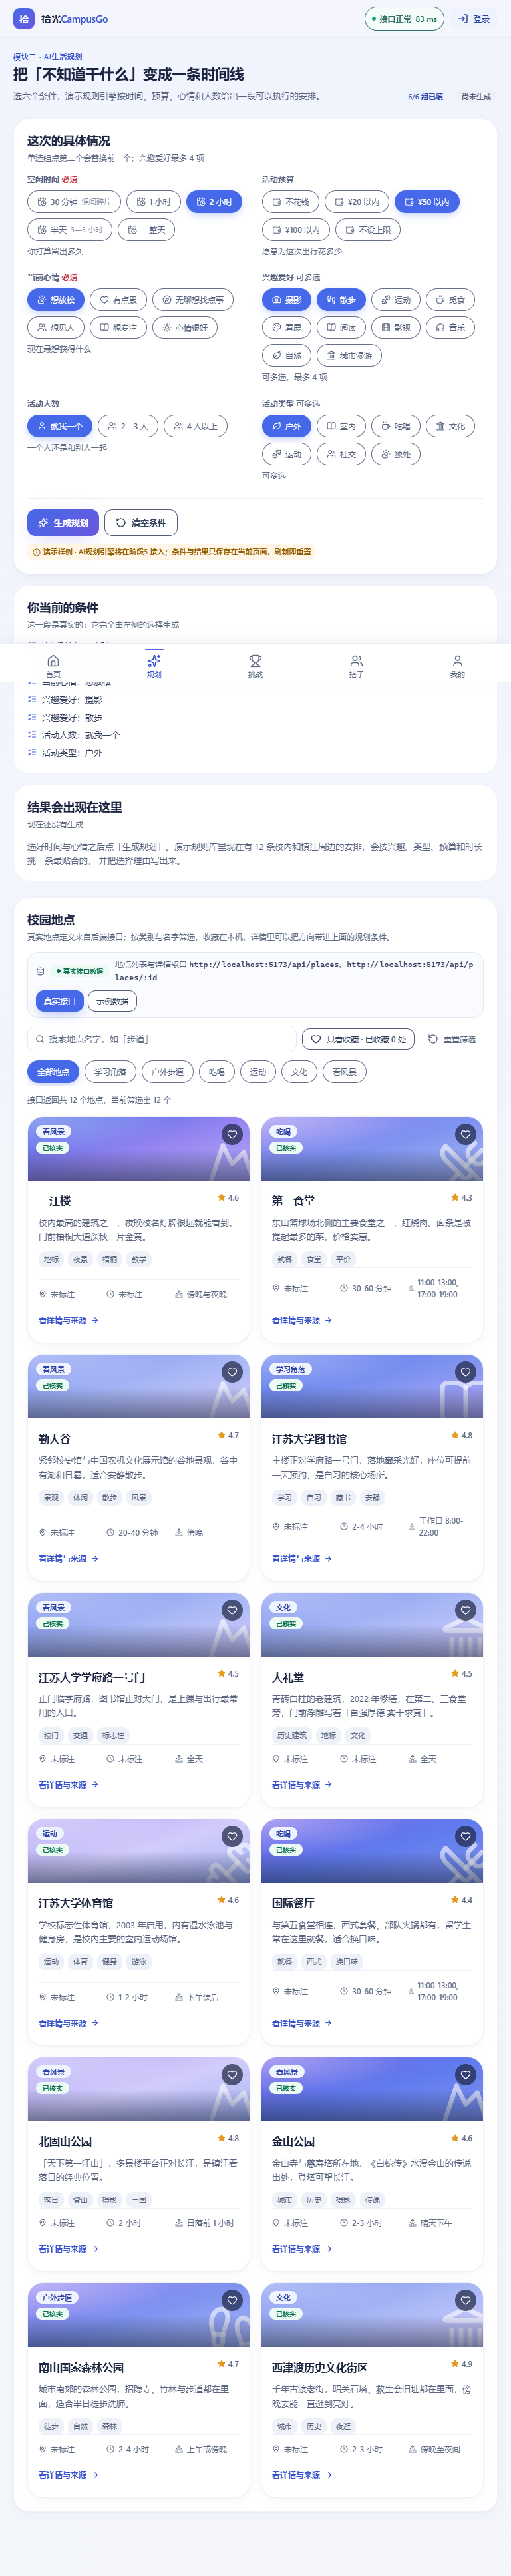 拾 拾光CampusGo
接口正常 83 ms
登录
模块二 · AI生活规划
把「不知道干什么」变成一条时间线
选六个条件，演示规则引擎按时间、预算、心情和人数给出一段可以执行的安排。
6/6 组已填
尚未生成
这次的具体情况
单选组点第二个会替换前一个；兴趣爱好最多 4 项
空闲时间 必填
30 分钟 课间碎片
1 小时
2 小时
半天 3—5 小时
一整天
你打算留出多久
活动预算
不花钱
¥20 以内
¥50 以内
¥100 以内
不设上限
愿意为这次出行花多少
当前心情 必填
想放松
有点累
无聊想找点事
想见人
想专注
心情很好
现在最想获得什么
兴趣爱好 可多选
摄影
散步
运动
觅食
看展
阅读
影视
音乐
自然
城市漫游
可多选，最多 4 项
活动人数
就我一个
2—3 人
4 人以上
一个人还是和别人一起
活动类型 可多选
户外
室内
吃喝
文化
运动
社交
独处
可多选
生成规划
清空条件
演示样例 · AI规划引擎将在阶段5 接入；条件与结果只保存在当前页面，刷新即重置
你当前的条件
这一段是真实的：它完全由左侧的选择生成
首页
规划
挑战
搭子
我的
当前心情：想放松
兴趣爱好：摄影
兴趣爱好：散步
活动人数：就我一个
活动类型：户外
结果会出现在这里
现在还没有生成
选好时间与心情之后点「生成规划」。演示规则库里现在有 12 条校内和镇江周边的安排，会按兴趣、类型、预算和时长
挑一条最贴合的，并把选择理由写出来。
校园地点
真实地点定义来自后端接口；按类别与名字筛选，收藏在本机，详情里可以把方向带进上面的规划条件。
真实接口数据
地点列表与详情取自 http://localhost:5173/api/places、http://localhost:5173/api/p
laces/:id
真实接口
示例数据
搜索地点名字，如「步道」
只看收藏 · 已收藏 0 处
重置筛选
全部地点
学习角落
户外步道
吃喝
运动
文化
看风景
接口返回共 12 个地点，当前筛选出 12 个
看风景
已核实
三江楼
4.6
校内最高的建筑之一，夜晚校名灯牌很远就能看到，
门前梧桐大道深秋一片金黄。
地标
夜景
梧桐
教学
未标注
未标注
傍晚与夜晚
看详情与来源
吃喝
已核实
第一食堂
4.3
东山篮球场北侧的主要食堂之一，红烧肉、面条是被
提起最多的菜，价格实惠。
就餐
食堂
平价
未标注
30-60 分钟
11:00-13:00,
17:00-19:00
看详情与来源
看风景
已核实
勤人谷
4.7
紧邻校史馆与中国农机文化展示馆的谷地景观，谷中
有湖和日晷，适合安静散步。
景观
休闲
散步
风景
未标注
20-40 分钟
傍晚
看详情与来源
学习角落
已核实
江苏大学图书馆
4.8
主楼正对学府路一号门，落地窗采光好，座位可提前
一天预约，是自习的核心场所。
学习
自习
藏书
安静
未标注
2-4 小时
工作日 8:00-
22:00
看详情与来源
看风景
已核实
江苏大学学府路一号门
4.5
正门临学府路，图书馆正对大门，是上课与出行最常
用的入口。
校门
交通
标志性
未标注
未标注
全天
看详情与来源
文化
已核实
大礼堂
4.5
青砖白柱的老建筑，2022 年修缮，在第二、三食堂
旁，门前浮雕写着「自强厚德 实干求真」。
历史建筑
地标
文化
未标注
未标注
全天
看详情与来源
运动
已核实
江苏大学体育馆
4.6
学校标志性体育馆，2003 年启用，内有温水泳池与
健身房，是校内主要的室内运动场馆。
运动
体育
健身
游泳
未标注
1-2 小时
下午课后
看详情与来源
吃喝
已核实
国际餐厅
4.4
与第五食堂相连，西式套餐、部队火锅都有，留学生
常在这里就餐，适合换口味。
就餐
西式
换口味
未标注
30-60 分钟
11:00-13:00,
17:00-19:00
看详情与来源
看风景
已核实
北固山公园
4.8
「天下第一江山」，多景楼平台正对长江，是镇江看
落日的经典位置。
落日
登山
摄影
三国
未标注
2 小时
日落前 1 小时
看详情与来源
看风景
已核实
金山公园
4.6
金山寺与慈寿塔所在地，《白蛇传》水漫金山的传说
出处，登塔可望长江。
城市
历史
摄影
传说
未标注
2-3 小时
晴天下午
看详情与来源
户外步道
已核实
南山国家森林公园
4.7
城市南郊的森林公园，招隐寺、竹林与步道都在里
面，适合半日徒步洗肺。
徒步
自然
森林
未标注
2-4 小时
上午或傍晚
看详情与来源
文化
已核实
西津渡历史文化街区
4.9
千年古渡老街，昭关石塔、救生会旧址都在里面，傍
晚去能一直逛到亮灯。
城市
历史
夜逛
未标注
2-3 小时
傍晚至夜间
看详情与来源